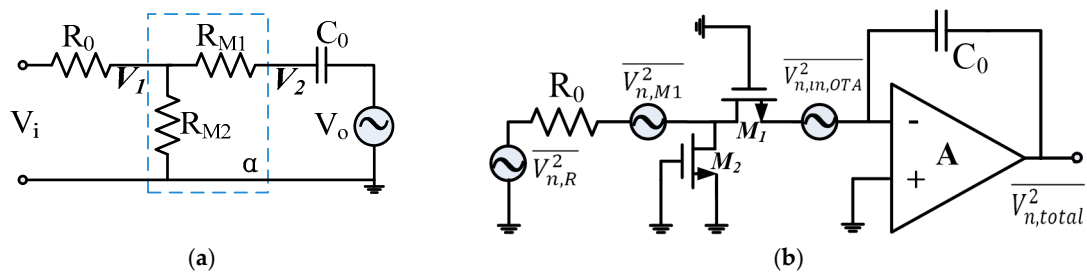 R0
RM1
C0
V1
V2
Vi
RM2
Vo
α
(a)
V²n,M1
V²n,in,OTA
C0
R0
M1
-
A
M2
+
V²n,R
V²n,total
(b)